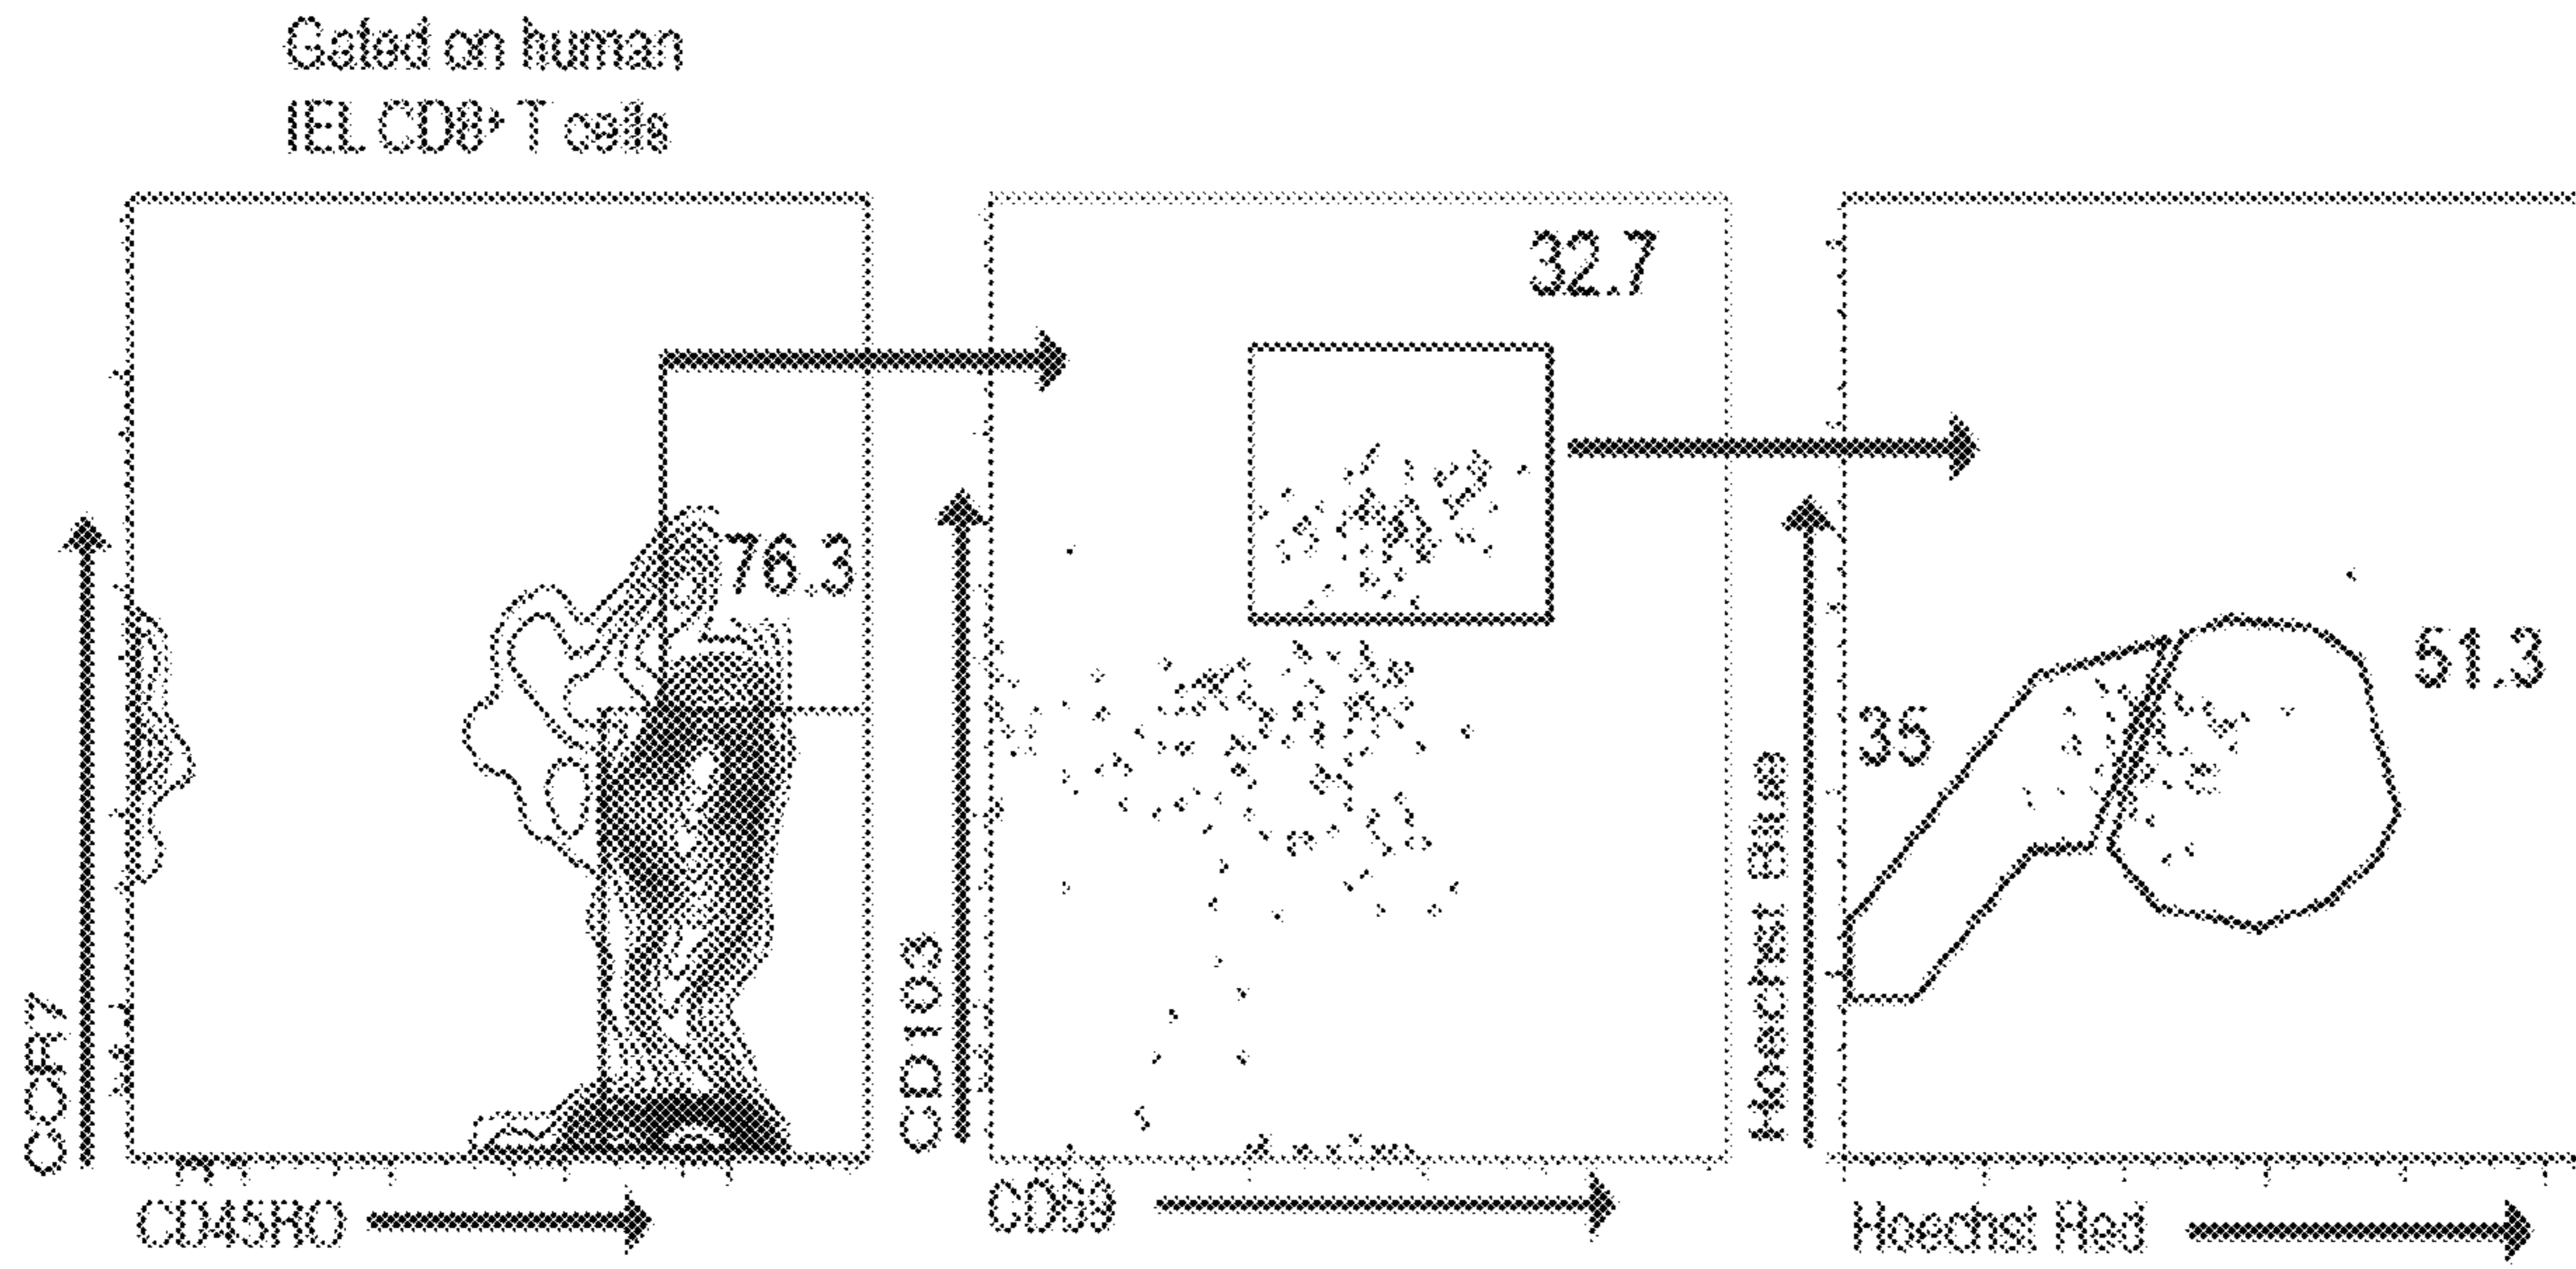 Gated on human
IEL CD8+ T cells
32.7
76.3
51.3
35
CCR7
CD103
Hoechst Blue
CD45RO
CD69
Hoechst Red